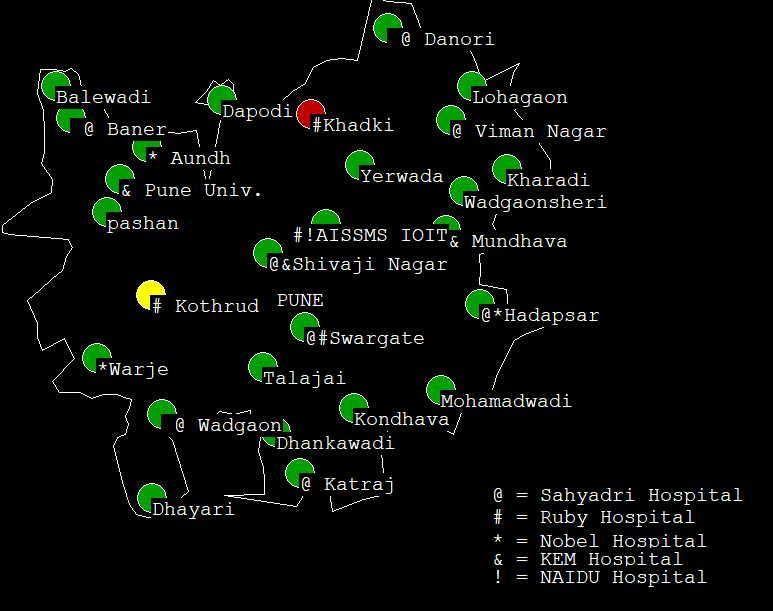 @ Danori
Balewadi
Lohagaon
Dapodi
@ Baner
#Khadki
@ Viman Nagar
* Aundh
Yerwada
Kharadi
& Pune Univ.
Wadgaonsheri
pashan
#!AISSMS IOIT
& Mundhava
@&Shivaji Nagar
# Kothrud
PUNE
@*Hadapsar
@#Swargate
*Warje
Talajai
Mohamadwadi
@ Wadgaon
Kondhava
Dhankawadi
@ Katraj
Dhayari
@ = Sahyadri Hospital
# = Ruby Hospital
* = Nobel Hospital
& = KEM Hospital
! = NAIDU Hospital